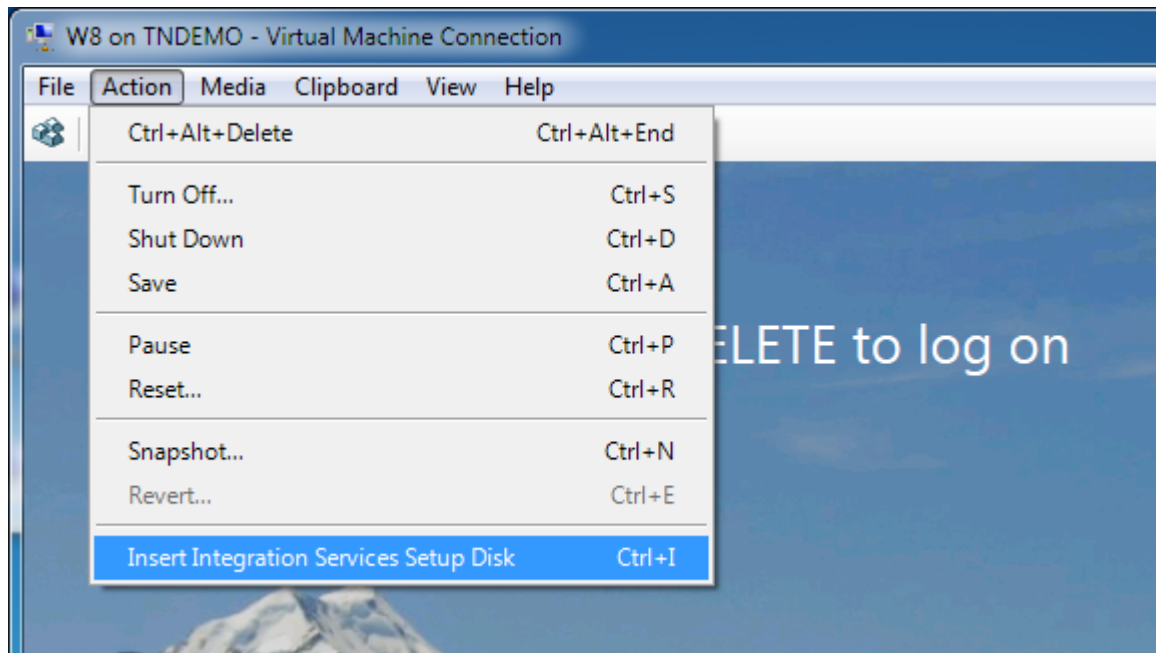 W8 on TNDEMO - Virtual Machine Connection
File Action Media Clipboard View Help
Ctrl+Alt+Delete Ctrl+Alt+End
Turn Off... Ctrl+S
Shut Down Ctrl+D
Save Ctrl+A
Pause Ctrl+P
ELETE to log on
Reset... Ctrl+R
Snapshot... Ctrl+N
Revert... Ctrl+E
Insert Integration Services Setup Disk Ctrl+I